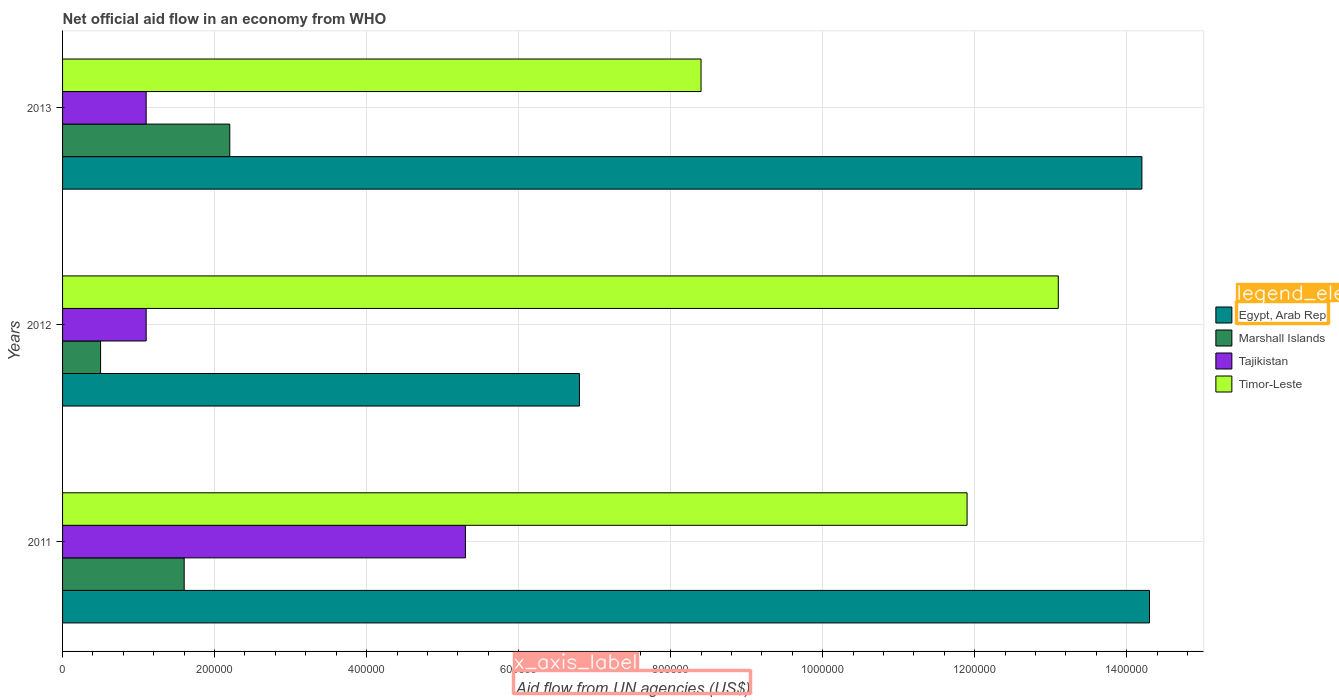 Net official aid flow in an economy from WHO
2013
2012
2011
Years
0
200000
400000
800000
1000000
1200000
1400000
x_axis_label
Aid flow from UN agencies (US$)
legend_ele
Egypt, Arab Rep
Marshall Islands
Tajikistan
Timor-Leste